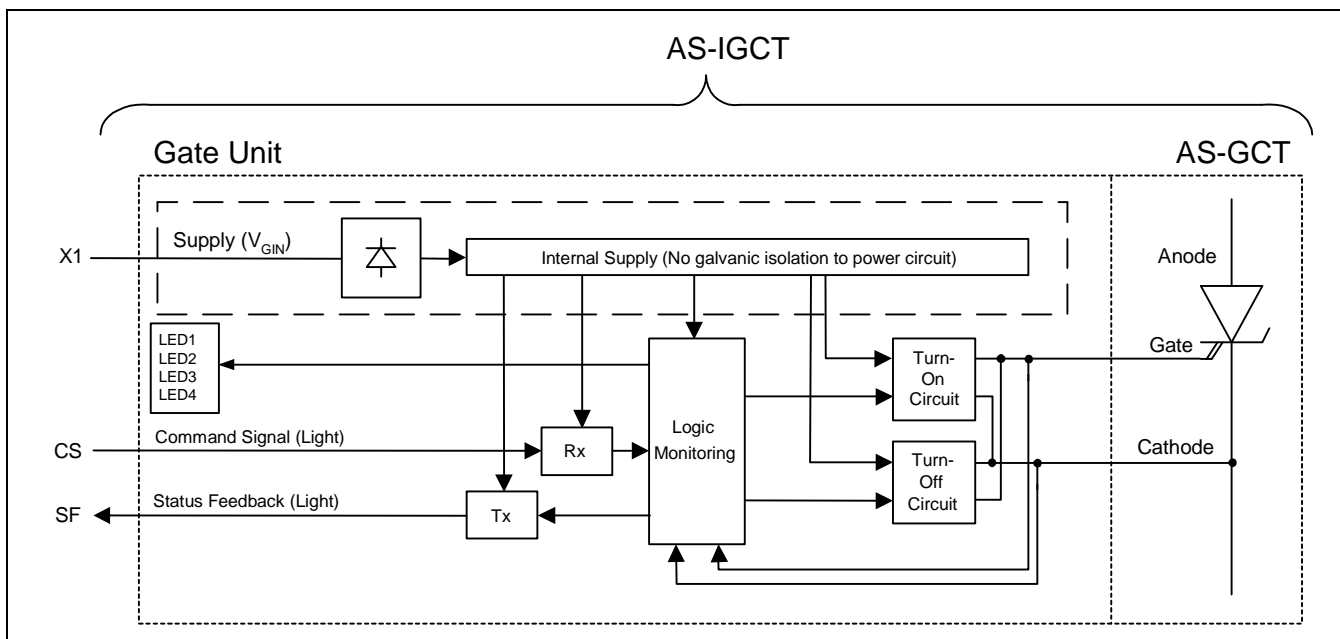 AS-IGCT
Gate Unit
AS-GCT
X1
Supply (VGIN)
Internal Supply (No galvanic isolation to power circuit)
Anode
LED1
LED2
LED3
LED4
Gate
Turn-
On
Circuit
Logic
Monitoring
CS
Command Signal (Light)
Rx
Cathode
Turn-
Off
Circuit
SF
Status Feedback (Light)
Tx